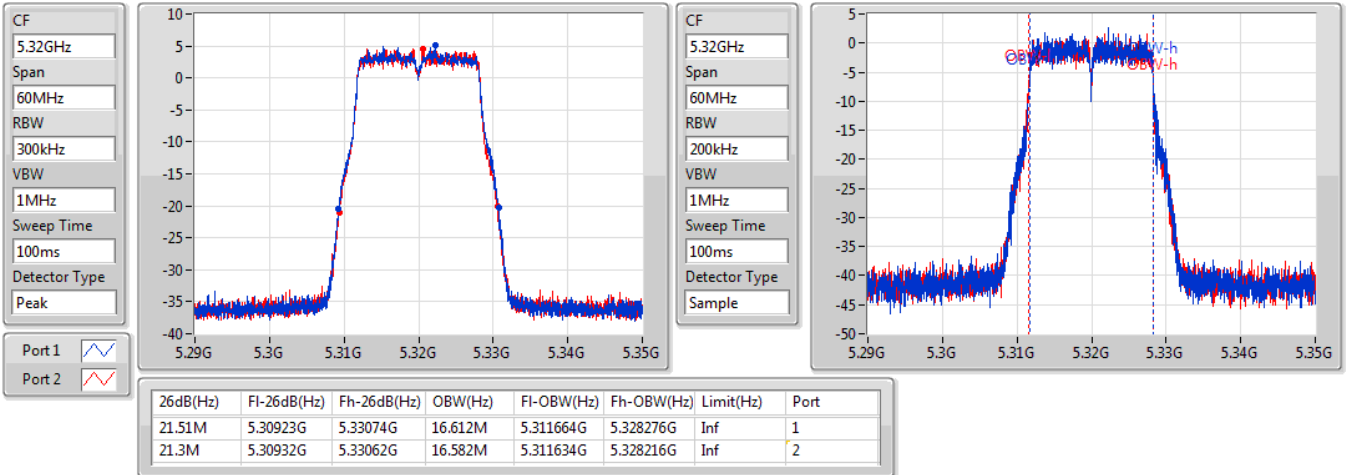 CF
5.32GHz
Span
60MHz
RBW
300kHz
VBW
1MHz
Sweep Time
100ms
Detector Type
Peak
Port 1
Port 2
10
5
0
-5
-10
-15
-20
-25
-30
-35
-40
5.29G 5.3G 5.31G 5.32G 5.33G 5.34G 5.35G
CF
5.32GHz
Span
60MHz
RBW
200kHz
VBW
1MHz
Sweep Time
100ms
Detector Type
Sample
5
0
-5
-10
-15
-20
-25
-30
-35
-40
-45
-50
5.29G 5.3G 5.31G 5.32G 5.33G 5.34G 5.35G
26dB(Hz) Fl-26dB(Hz) Fh-26dB(Hz) OBW(Hz) Fl-OBW(Hz) Fh-OBW(Hz) Limit(Hz) Port
21.51M 5.30923G 5.33074G 16.612M 5.311664G 5.328276G Inf 1
21.3M 5.30932G 5.33062G 16.582M 5.311634G 5.328216G Inf 2